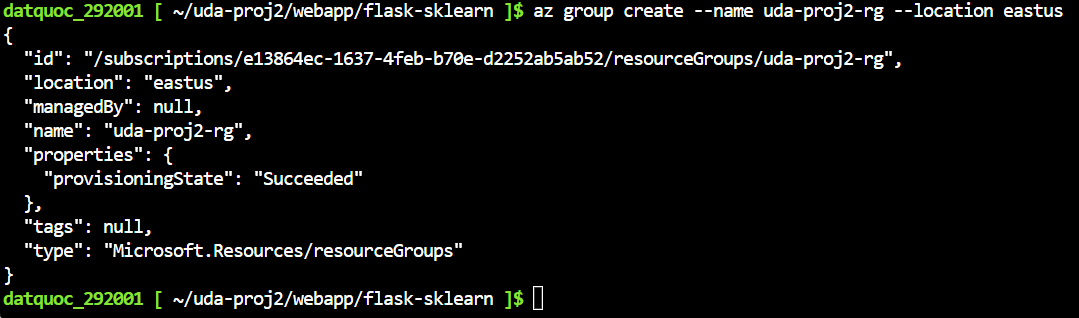 datquoc_292001 [ ~/uda-proj2/webapp/flask-sklearn ]$ az group create --name uda-proj2-rg --location eastus
{
  "id": "/subscriptions/e13864ec-1637-4feb-b70e-d2252ab5ab52/resourceGroups/uda-proj2-rg",
  "location": "eastus",
  "managedBy": null,
  "name": "uda-proj2-rg",
  "properties": {
    "provisioningState": "Succeeded"
  },
  "tags": null,
  "type": "Microsoft.Resources/resourceGroups"
}
datquoc_292001 [ ~/uda-proj2/webapp/flask-sklearn ]$